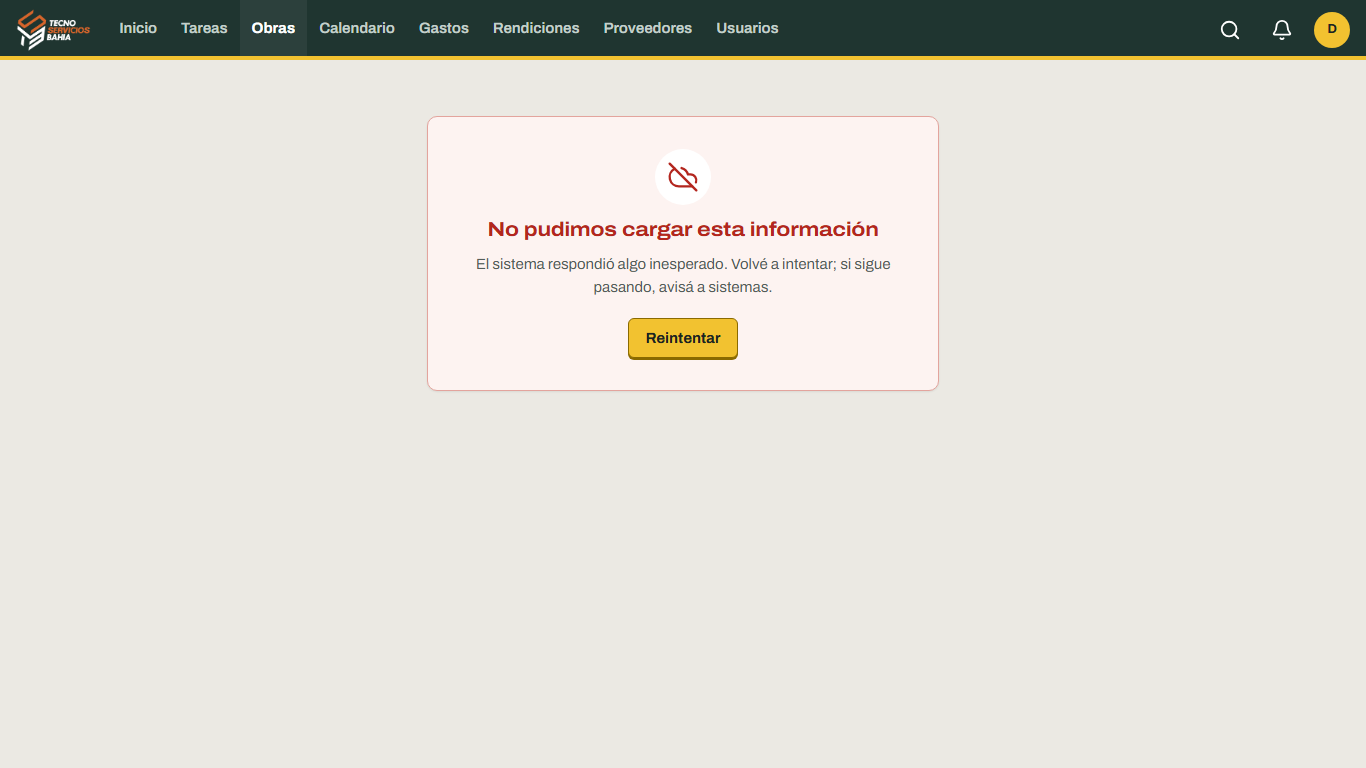 TECNO
SERVICIOS
BAHIA
Inicio
Tareas
Obras
Calendario
Gastos
Rendiciones
Proveedores
Usuarios
D
No pudimos cargar esta información
El sistema respondió algo inesperado. Volvé a intentar; si sigue
pasando, avisá a sistemas.
Reintentar